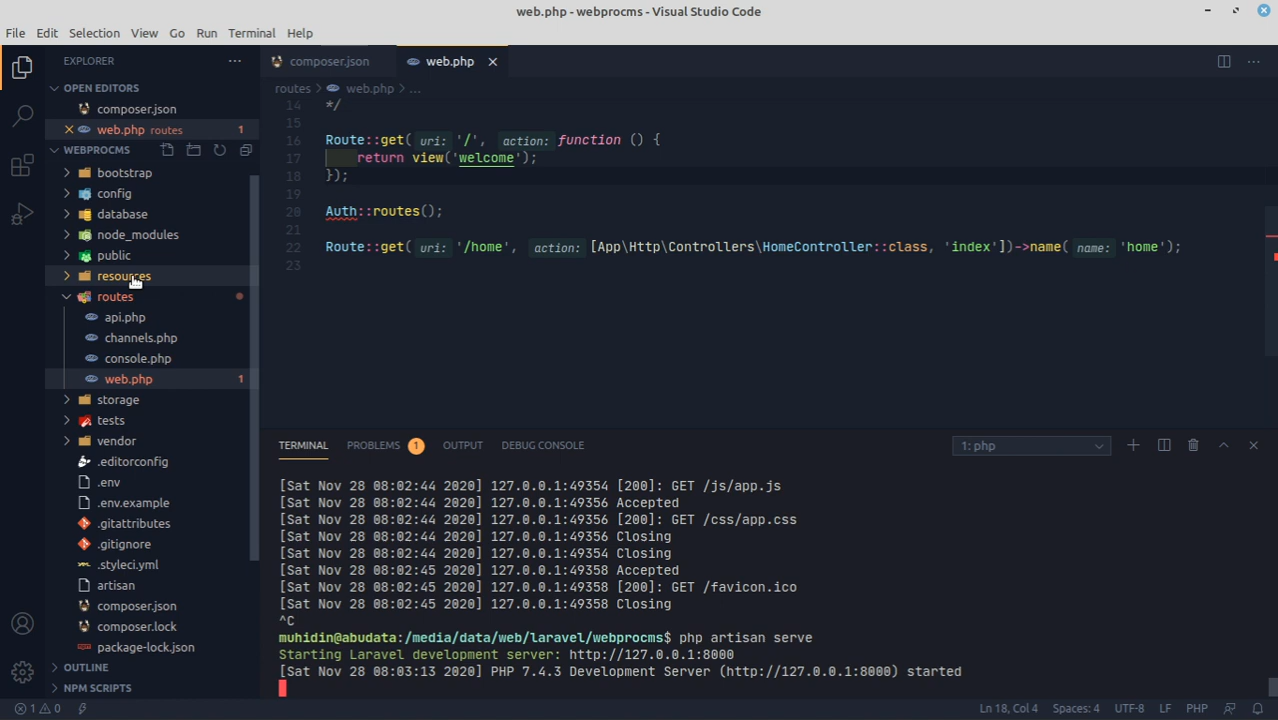 web.php - webprocms - Visual Studio Code
File Edit Selection View Go Run Terminal Help
EXPLORER
OPEN EDITORS
composer.json
web.php routes 1
WEBPROCMS
bootstrap
config
database
node_modules
public
resources
routes
api.php
channels.php
console.php
web.php 1
storage
tests
vendor
.editorconfig
.env
.env.example
.gitattributes
.gitignore
.styleci.yml
artisan
composer.json
composer.lock
package-lock.json
OUTLINE
NPM SCRIPTS
composer.json web.php
routes > web.php > ...
14 */
15
16 Route::get( uri: '/', action: function () {
17 return view('welcome');
18 });
19
20 Auth::routes();
21
22 Route::get( uri: '/home', action: [App\Http\Controllers\HomeController::class, 'index'])->name( name: 'home');
23
TERMINAL PROBLEMS 1 OUTPUT DEBUG CONSOLE 1: php
[Sat Nov 28 08:02:44 2020] 127.0.0.1:49354 [200]: GET /js/app.js
[Sat Nov 28 08:02:44 2020] 127.0.0.1:49356 Accepted
[Sat Nov 28 08:02:44 2020] 127.0.0.1:49356 [200]: GET /css/app.css
[Sat Nov 28 08:02:44 2020] 127.0.0.1:49356 Closing
[Sat Nov 28 08:02:44 2020] 127.0.0.1:49354 Closing
[Sat Nov 28 08:02:45 2020] 127.0.0.1:49358 Accepted
[Sat Nov 28 08:02:45 2020] 127.0.0.1:49358 [200]: GET /favicon.ico
[Sat Nov 28 08:02:45 2020] 127.0.0.1:49358 Closing
^C
muhidin@abudata:/media/data/web/laravel/webprocms$ php artisan serve
Starting Laravel development server: http://127.0.0.1:8000
[Sat Nov 28 08:03:13 2020] PHP 7.4.3 Development Server (http://127.0.0.1:8000) started
1 0 Ln 18, Col 4 Spaces: 4 UTF-8 LF PHP